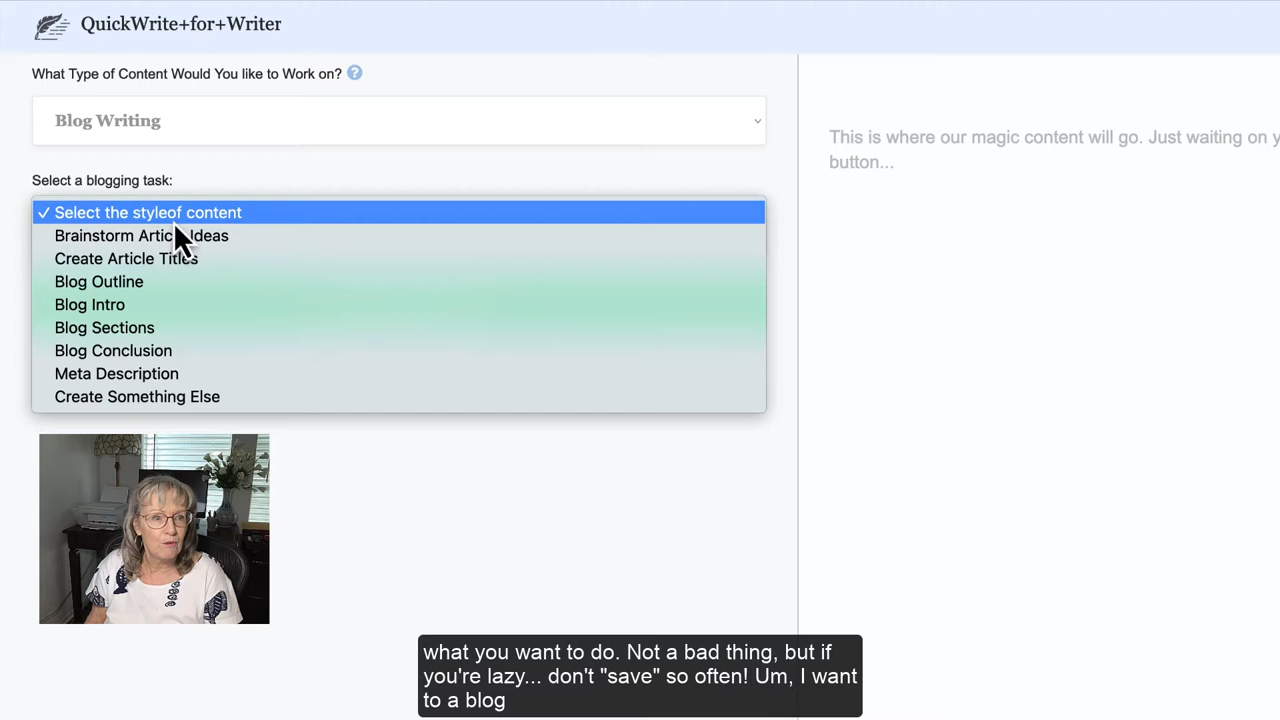 QuickWrite+for+Writer
What Type of Content Would You like to Work on? ?
Blog Writing
This is where our magic content will go. Just waiting on y
button...
Select a blogging task:
✓ Select the styleof content
Brainstorm Artic Ideas
Create Article Titles
Blog Outline
Blog Intro
Blog Sections
Blog Conclusion
Meta Description
Create Something Else
what you want to do. Not a bad thing, but if
you're lazy... don't "save" so often! Um, I want
to a blog